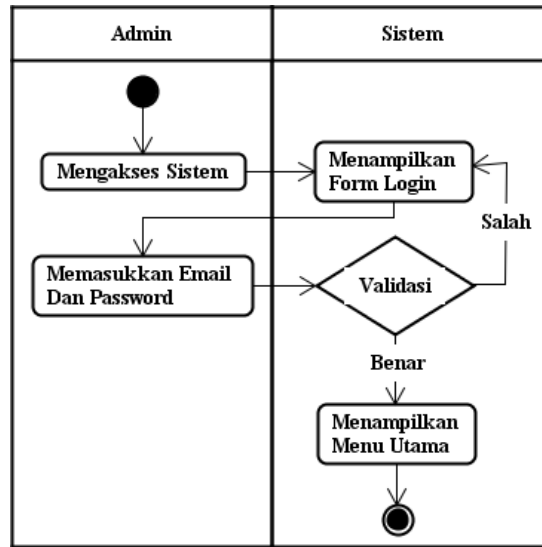 Admin
Sistem
Mengakses Sistem
Menampilkan
Form Login
Salah
Memasukkan Email
Dan Password
Validasi
Benar
Menampilkan
Menu Utama